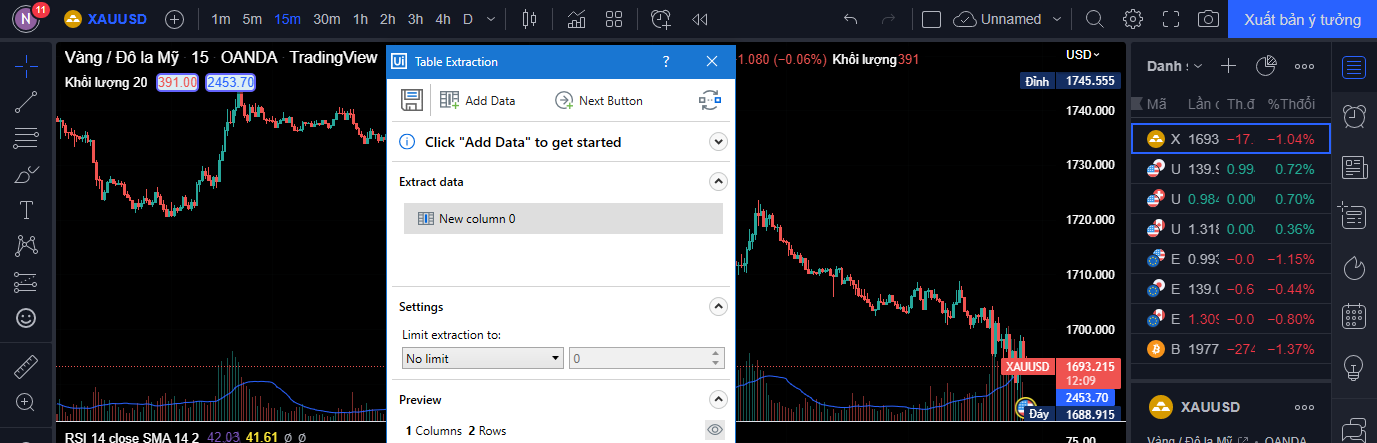 N 11 XAUUSD 1m 5m 15m 30m 1h 2h 3h 4h D Unnamed Xuất bản ý tưởng
Vàng / Đô la Mỹ · 15 · OANDA · TradingView
1.080 (−0.06%) Khối lượng391
USD
Khối lượng 20 391.00 2453.70
Ui Table Extraction ?
Add Data Next Button
Click "Add Data" to get started
Extract data
New column 0
Settings
Limit extraction to:
No limit 0
Preview
1 Columns 2 Rows
Đỉnh 1745.555
1740.000
1730.000
1720.000
1710.000
1700.000
XAUUSD 1693.215
12:09
2453.70
Đáy 1688.915
75.00
RSI 14 close SMA 14 2 42.03 41.61 ø ø
Danh
Mã Lần Th.đ %Thđổi
X 1693 −17. −1.04%
U 139.9 0.99 0.72%
U 0.984 0.00 0.70%
U 1.318 0.00 0.36%
E 0.993 −0.0 −1.15%
E 139.0 −0.6 −0.44%
E 1.309 −0.0 −0.80%
B 1977 −274 −1.37%
XAUUSD
Vàng / Đô la Mỹ OANDA